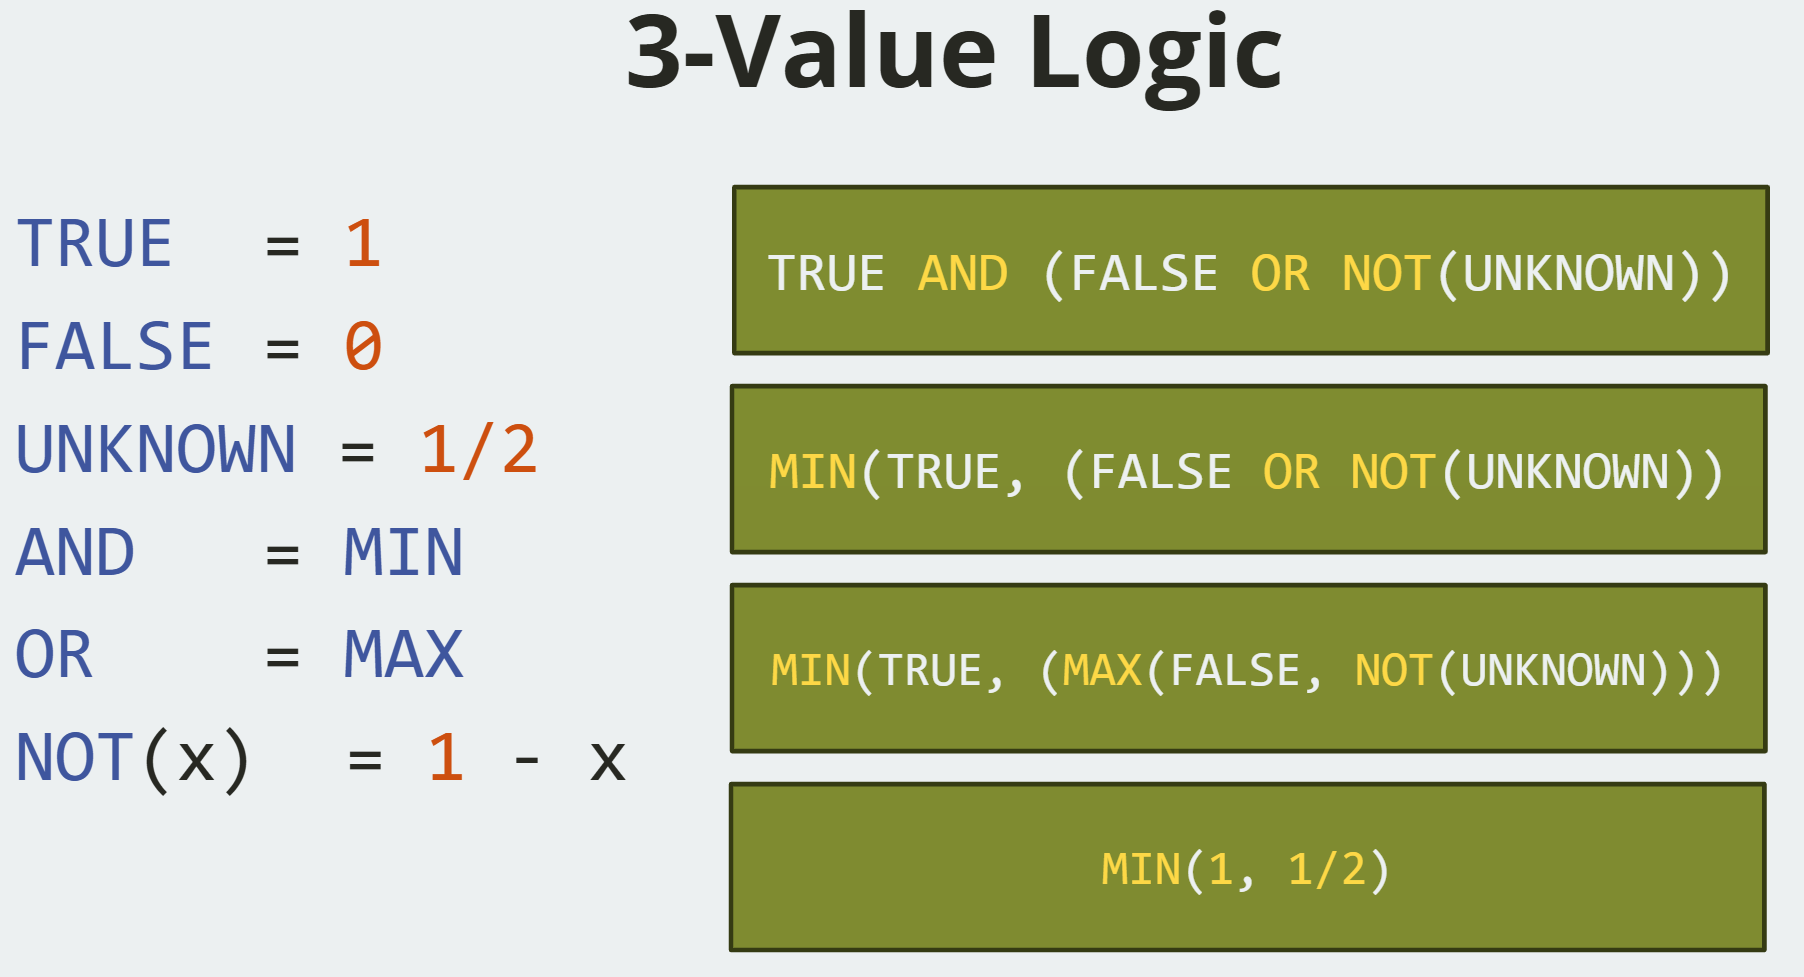 3-Value Logic
TRUE = 1
FALSE = 0
UNKNOWN = 1/2
AND = MIN
OR = MAX
NOT(x) = 1 - x
TRUE AND (FALSE OR NOT(UNKNOWN))
MIN(TRUE, (FALSE OR NOT(UNKNOWN))
MIN(TRUE, (MAX(FALSE, NOT(UNKNOWN)))
MIN(1, 1/2)